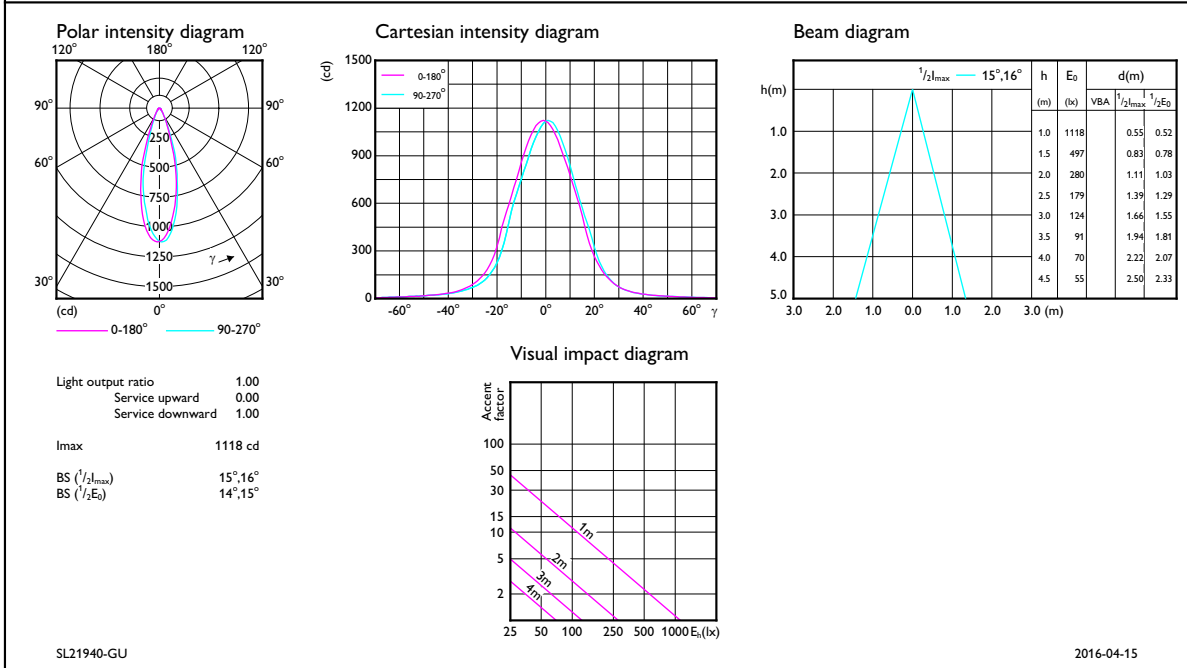 Polar intensity diagram
120° 180° 120°
90° 90°
60° 60°
30° 30°
250
500
750
1000
1250
1500
γ
(cd) 0°
0-180° 90-270°
Light output ratio 1.00
Service upward 0.00
Service downward 1.00
Imax 1118 cd
BS (1/2Imax) 15°,16°
BS (1/2E0) 14°,15°
Cartesian intensity diagram
(cd)
1500
1200
900
600
300
0
0-180°
90-270°
-60° -40° -20° 0° 20° 40° 60° γ
Beam diagram
h(m)
1/2Imax 15°,16°
1.0
2.0
3.0
4.0
5.0
3.0 2.0 1.0 0.0 1.0 2.0 3.0 (m)
h E0 d(m)
(m) (lx) VBA 1/2Imax 1/2E0
1.0 1118 0.55 0.52
1.5 497 0.83 0.78
2.0 280 1.11 1.03
2.5 179 1.39 1.29
3.0 124 1.66 1.55
3.5 91 1.94 1.81
4.0 70 2.22 2.07
4.5 55 2.50 2.33
Visual impact diagram
Accent
factor
100
50
30
15
10
5
2
1m
2m
3m
4m
25 50 100 250 500 1000 Eh(lx)
SL21940-GU 2016-04-15